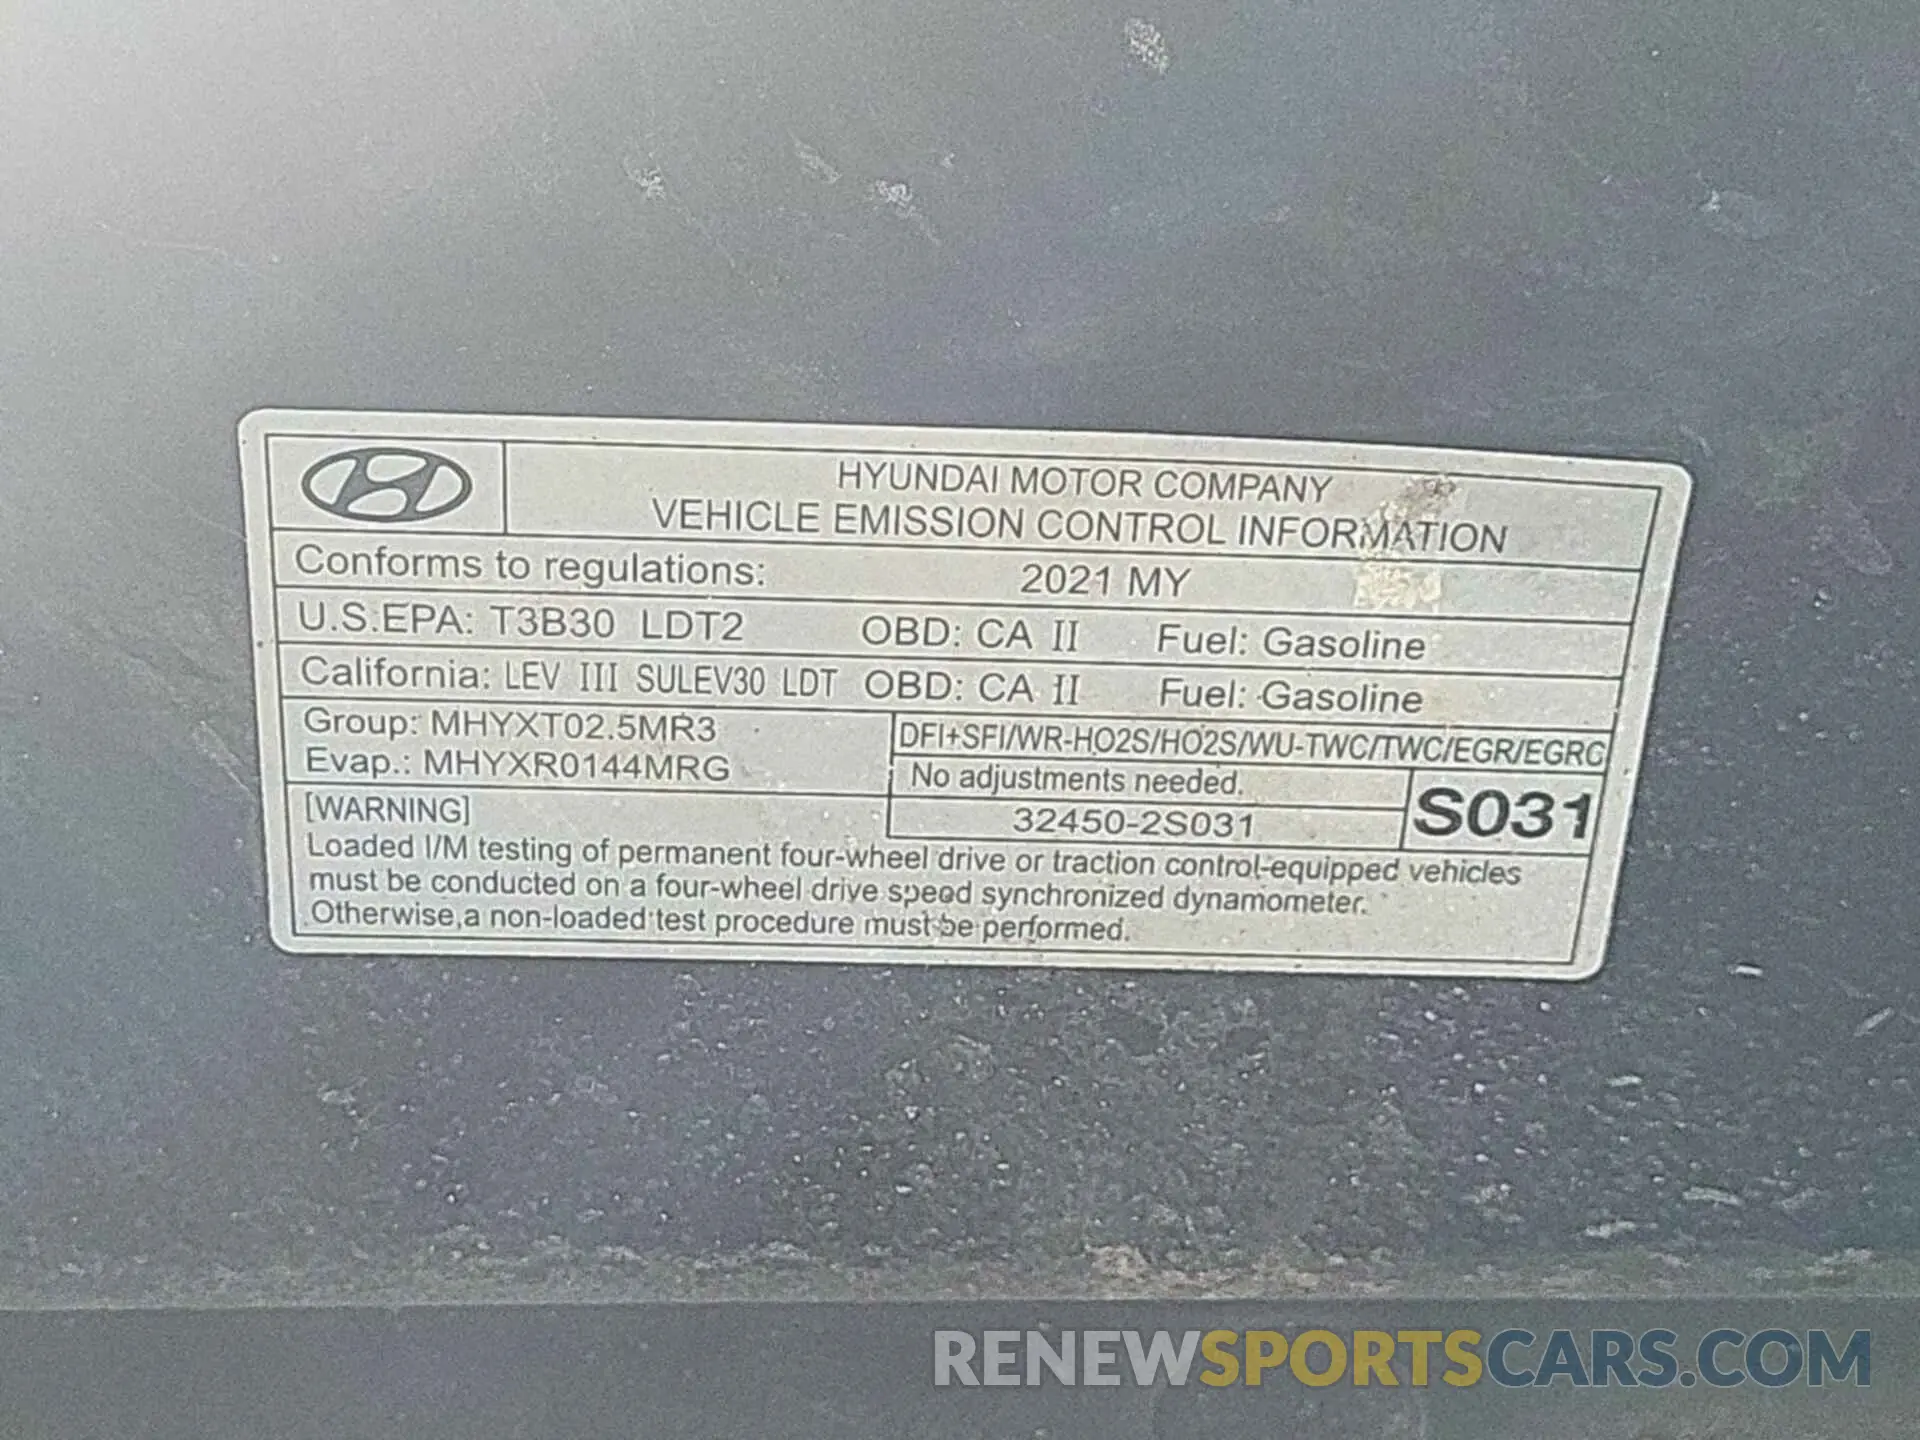 HYUNDAI MOTOR COMPANY
VEHICLE EMISSION CONTROL INFORMATION
Conforms to regulations: 2021 MY
U.S.EPA: T3B30 LDT2 OBD: CA II Fuel: Gasoline
California: LEV III SULEV30 LDT OBD: CA II Fuel: Gasoline
Group: MHYXT02.5MR3
Evap.: MHYXR0144MRG
DFI+SFI/WR-HO2S/HO2S/WU-TWC/TWC/EGR/EGRC
No adjustments needed.
32450-2S031
S031
[WARNING]
Loaded I/M testing of permanent four-wheel drive or traction control-equipped vehicles
must be conducted on a four-wheel drive speed synchronized dynamometer.
Otherwise,a non-loaded test procedure must be performed.
RENEWSPORTSCARS.COM